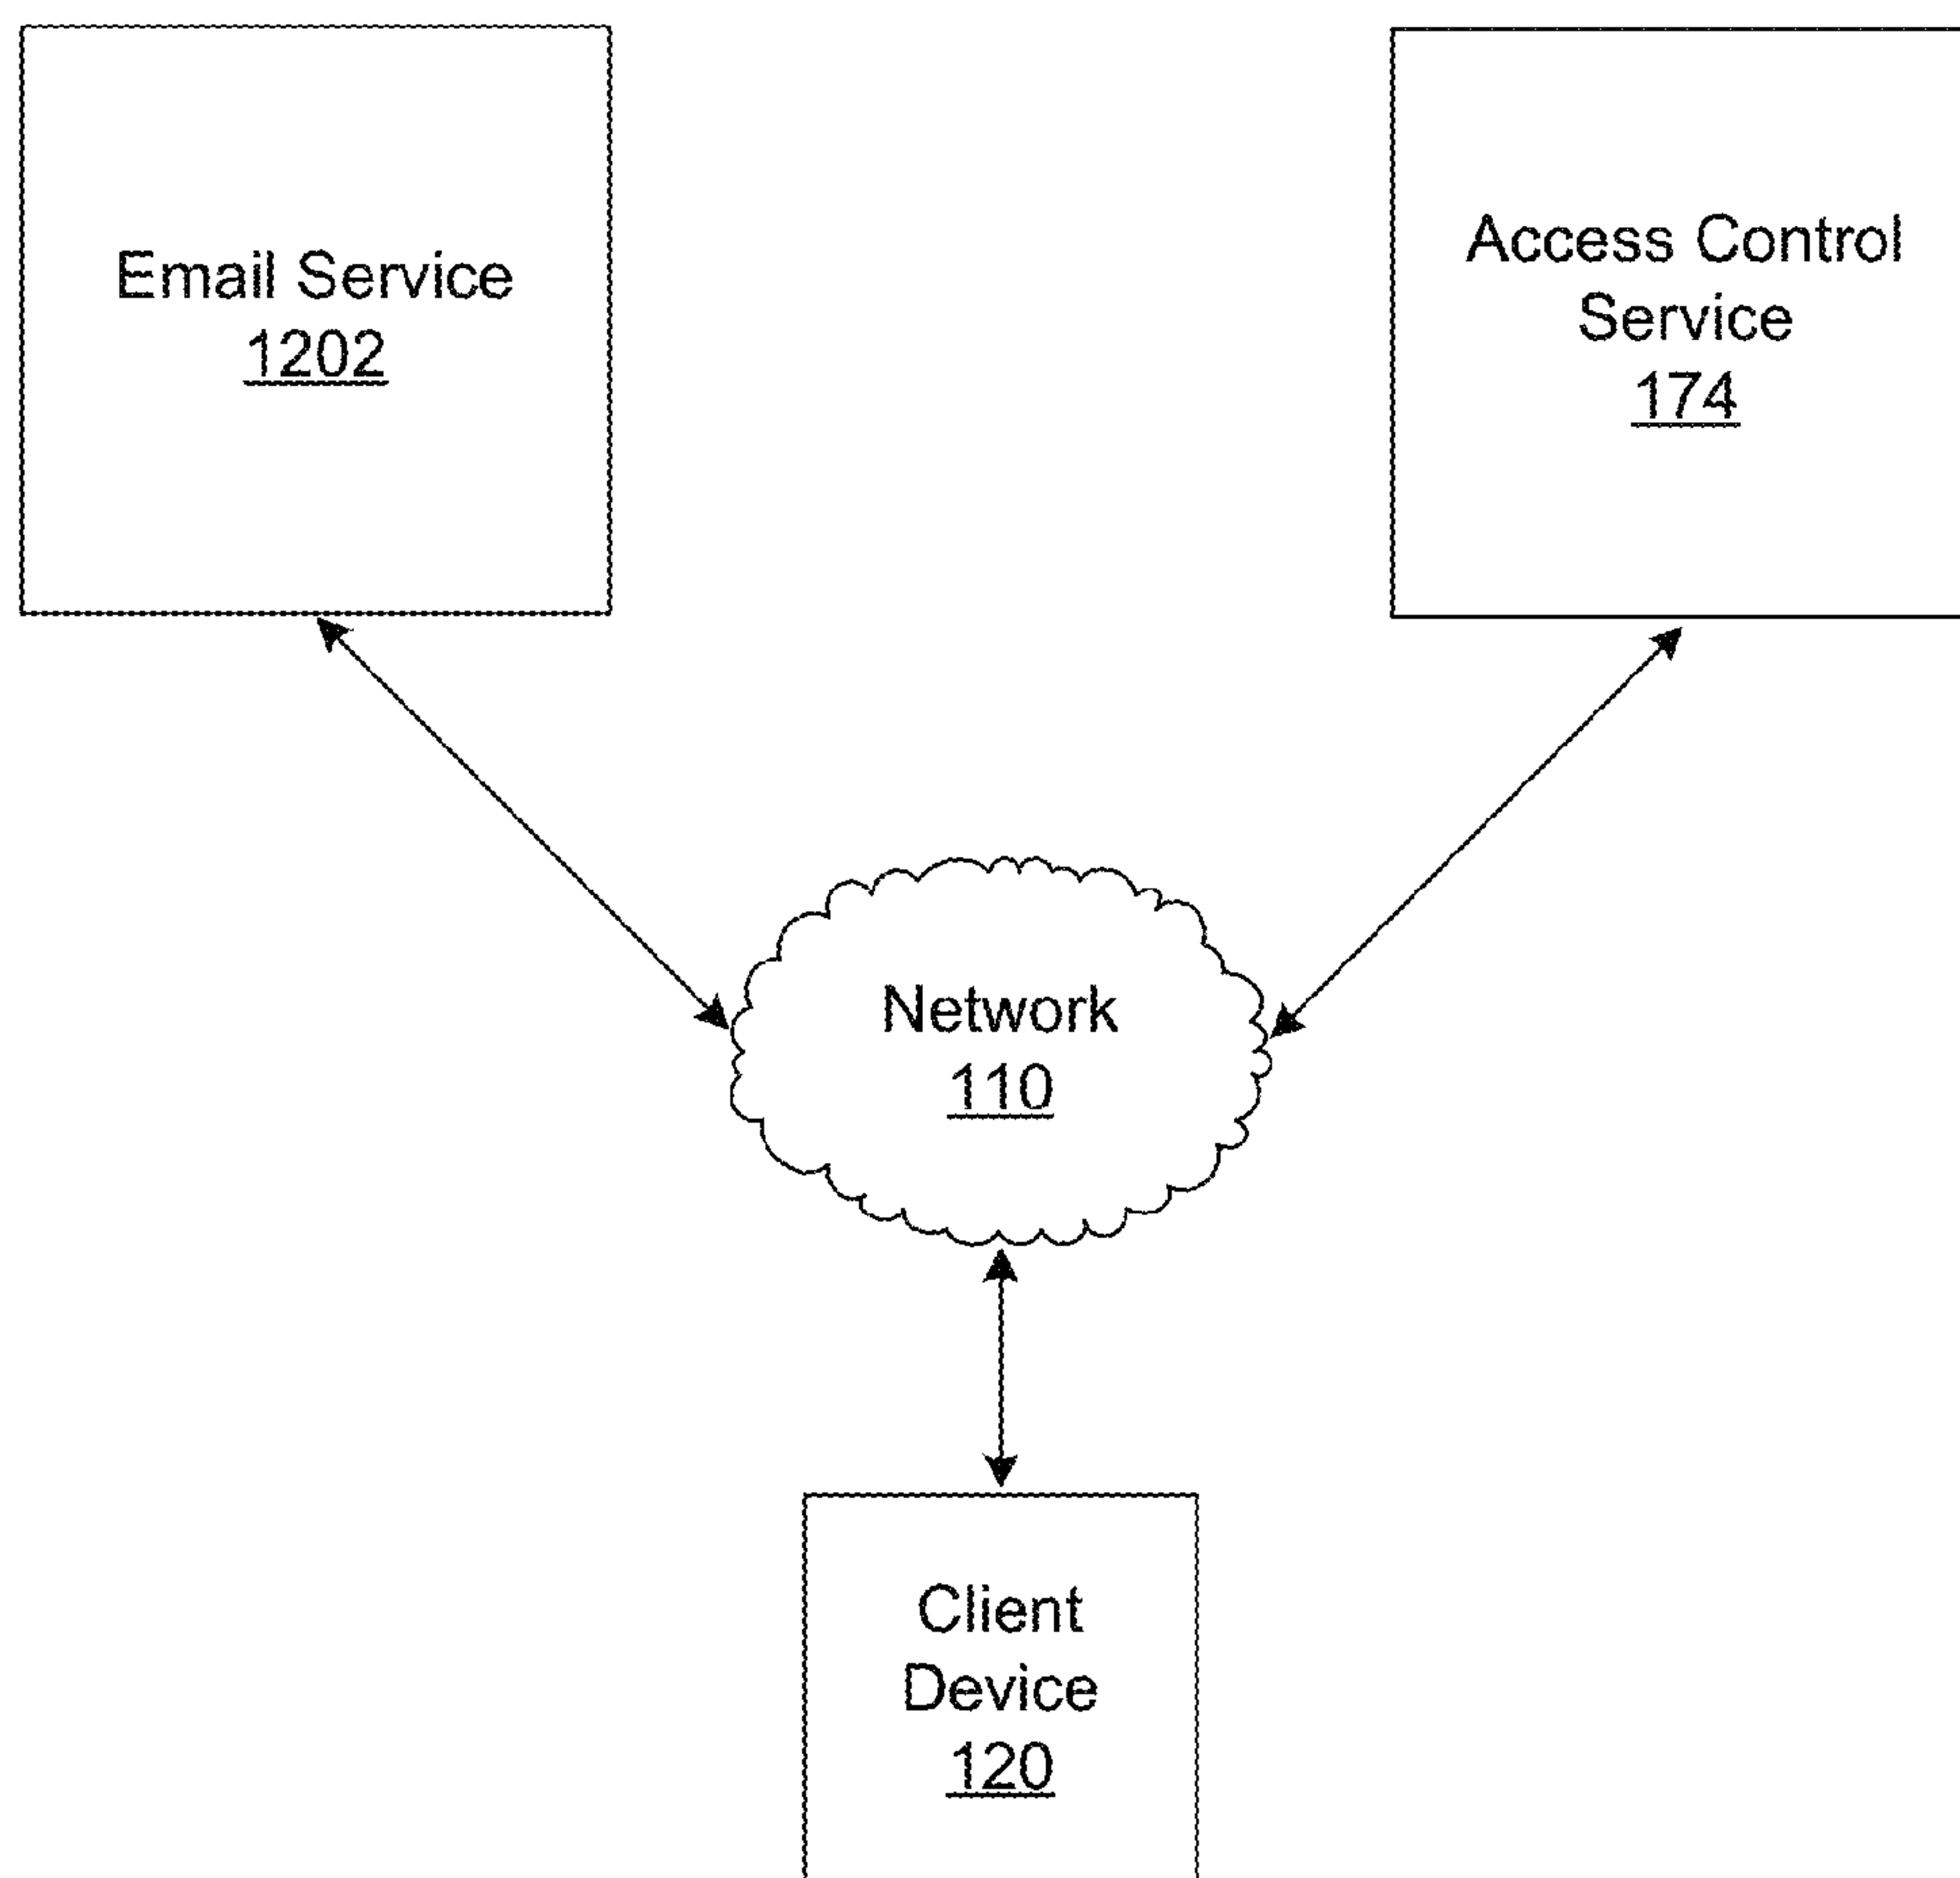 Email Service
1202
Access Control
Service
174
Network
110
Client
Device
120